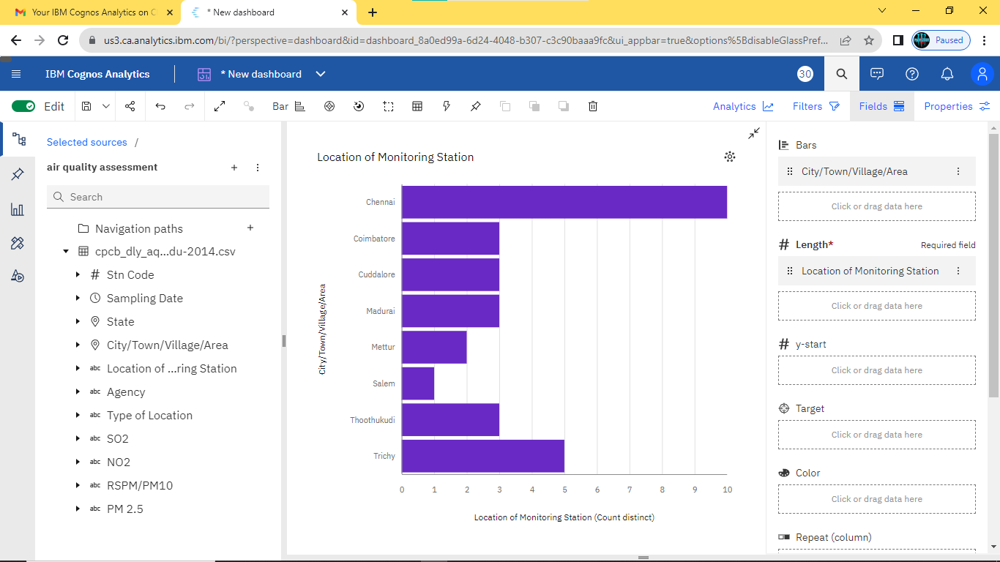 Your IBM Cognos Analytics on C
* New dashboard
us3.ca.analytics.ibm.com/bi/?perspective=dashboard&id=dashboard_8a0ed99a-6d24-4048-b307-c3c90baaa9fc&ui_appbar=true&options%5BdisableGlassPref...
Paused
IBM Cognos Analytics
* New dashboard
30
Edit
Bar
Analytics
Filters
Fields
Properties
Selected sources /
air quality assessment
Search
Navigation paths
cpcb_dly_aq...du-2014.csv
# Stn Code
Sampling Date
State
City/Town/Village/Area
abc Location of ...ring Station
abc Agency
abc Type of Location
abc SO2
abc NO2
abc RSPM/PM10
abc PM 2.5
Location of Monitoring Station
City/Town/Village/Area
Chennai
Coimbatore
Cuddalore
Madurai
Mettur
Salem
Thoothukudi
Trichy
0 1 2 3 4 5 6 7 8 9 10
Location of Monitoring Station (Count distinct)
Bars
City/Town/Village/Area
Click or drag data here
# Length* Required field
Location of Monitoring Station
Click or drag data here
# y-start
Click or drag data here
Target
Click or drag data here
Color
Click or drag data here
Repeat (column)